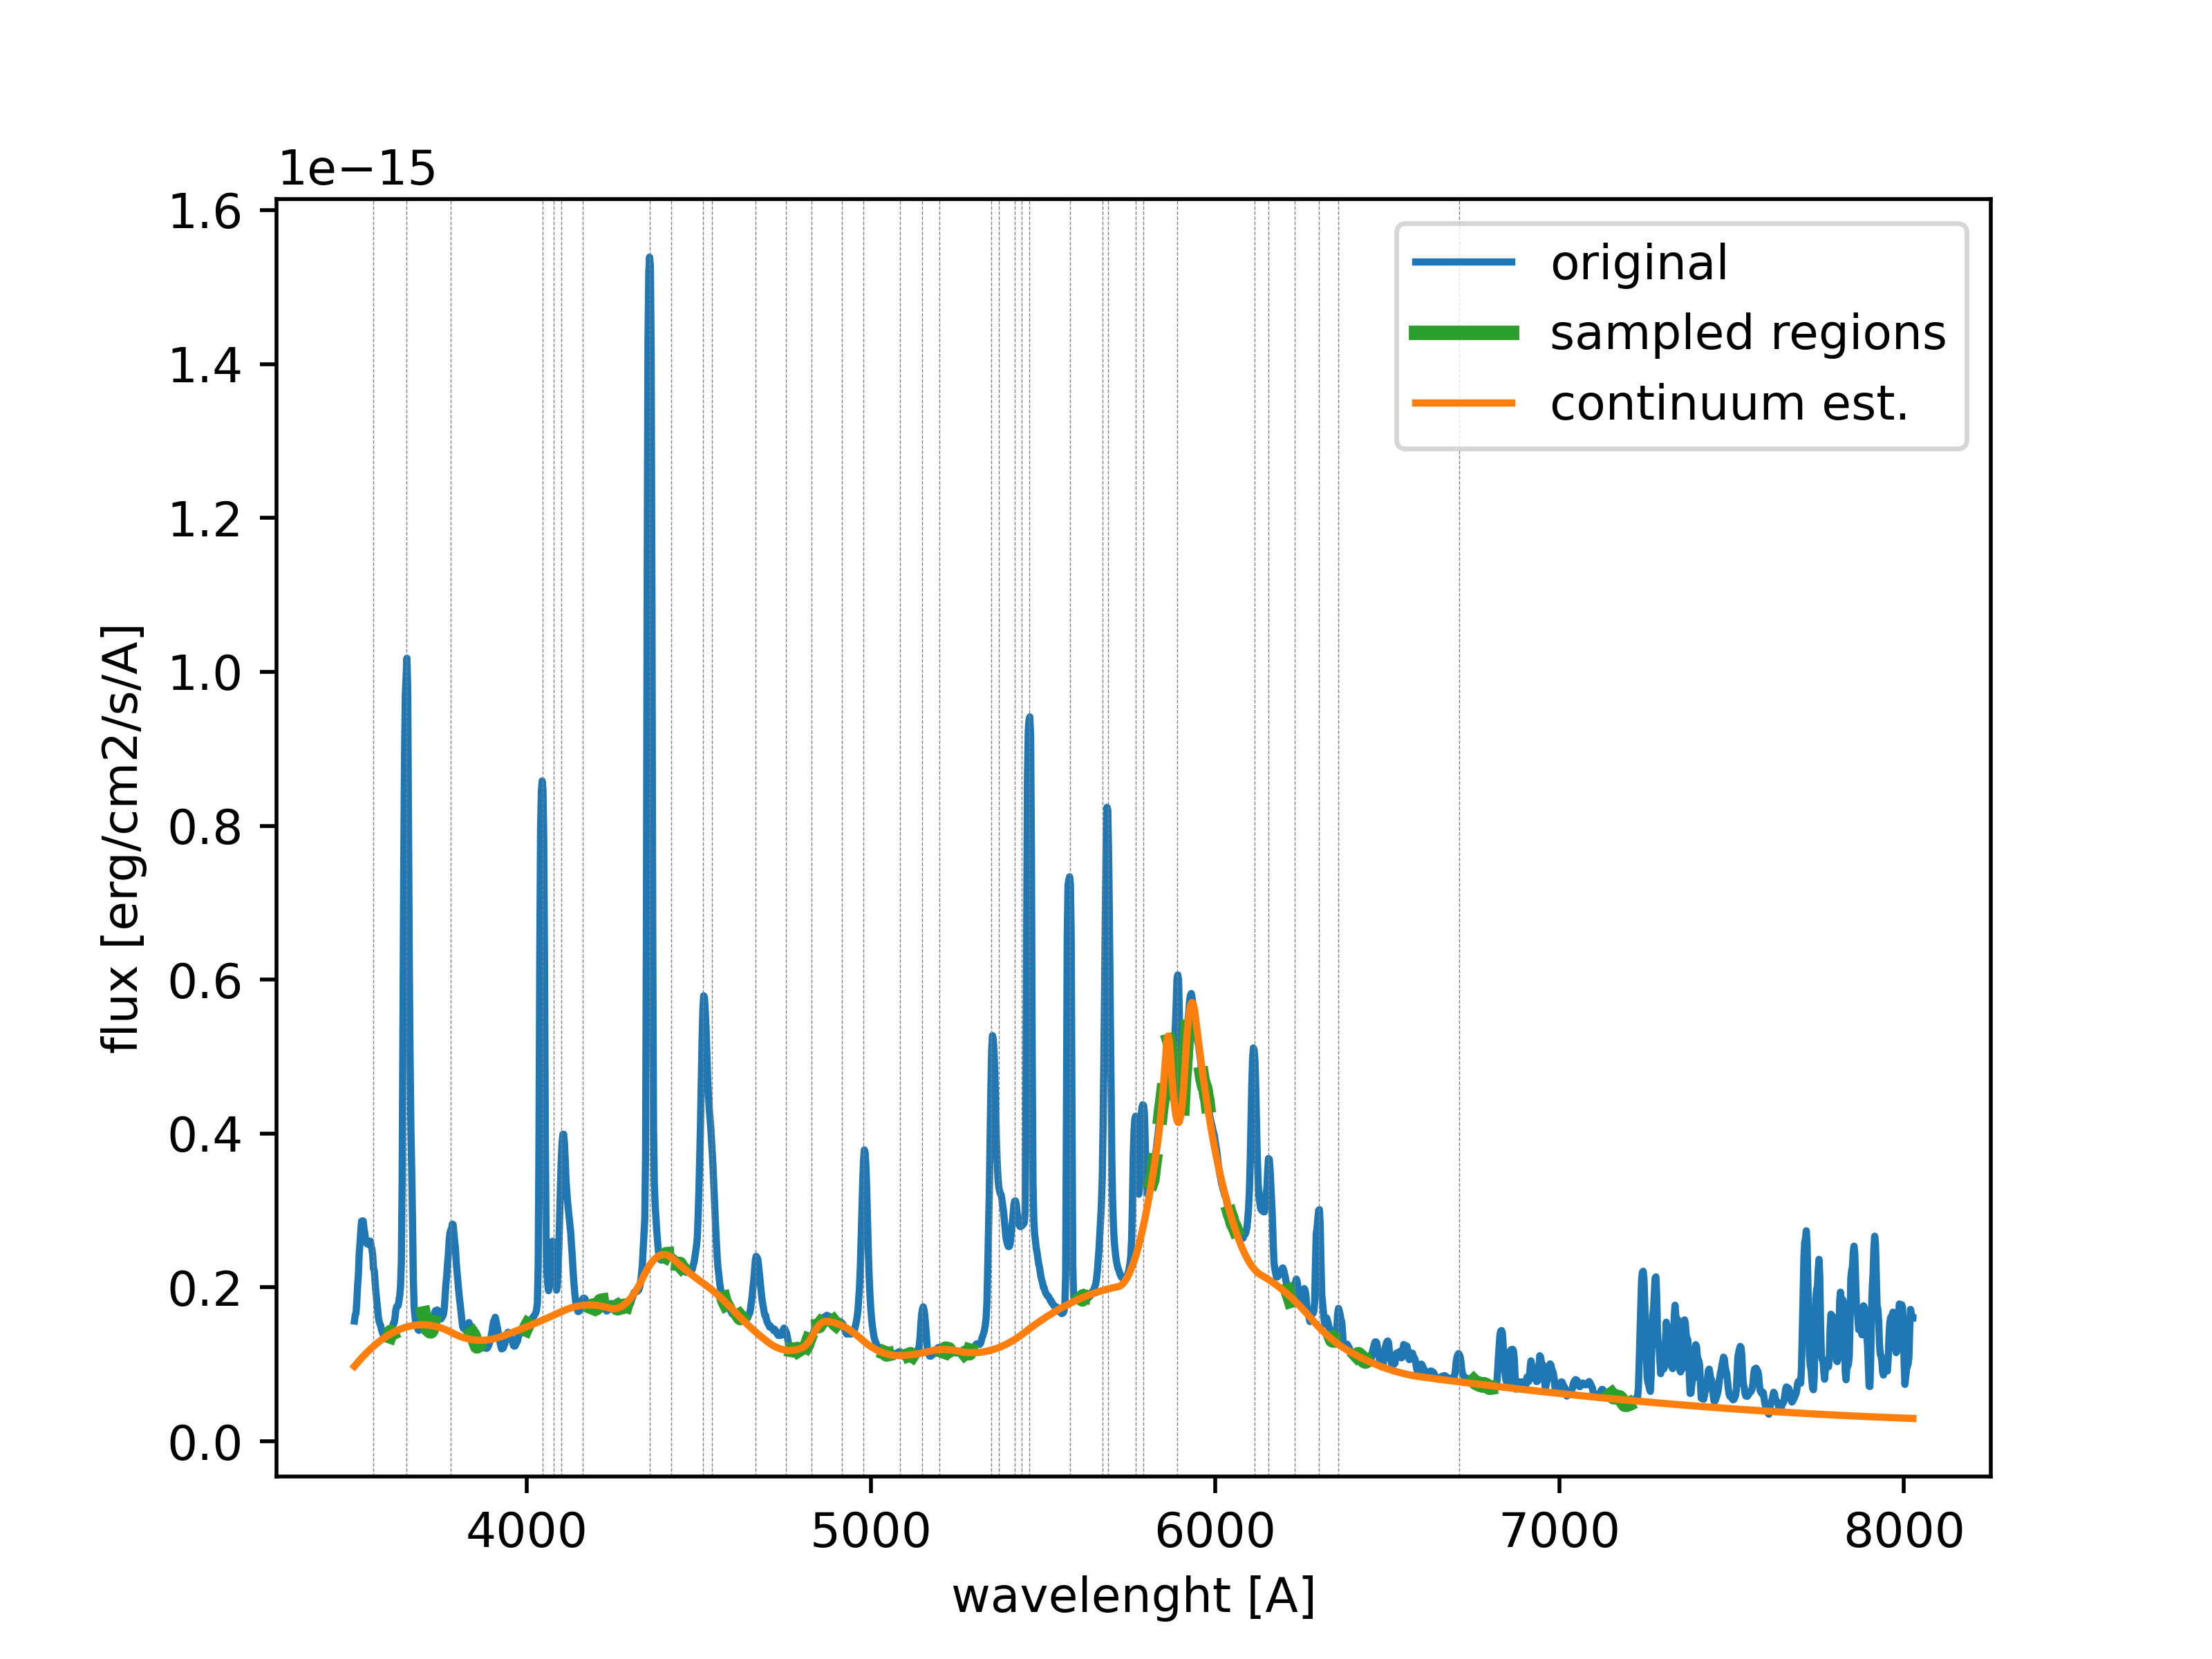 1e−15
1.6
1.4
1.2
1.0
0.8
0.6
0.4
0.2
0.0
flux [erg/cm2/s/A]
original
sampled regions
continuum est.
4000 5000 6000 7000 8000
wavelenght [A]